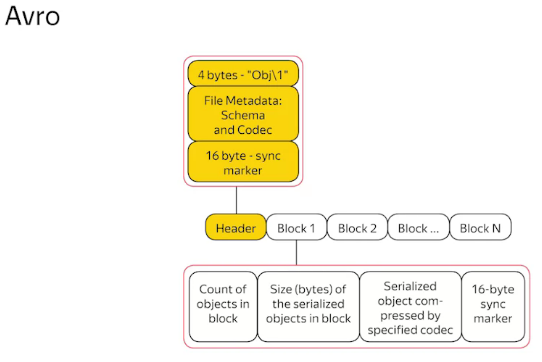 Avro
4 bytes - "Obj\1"
File Metadata:
Schema
and Codec
16 byte - sync
marker
Header
Block 1
Block 2
Block ...
Block N
Count of
objects in
block
Size (bytes) of
the serialized
objects in block
Serialized
object com-
pressed by
specified codec
16-byte
sync
marker